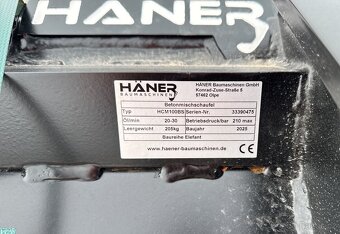 HANER
HÄNER
BAUMASCHINEN
HÄNER Baumaschinen GmbH
Konrad-Zuse-Straße 5
57462 Olpe
Betonmischschaufel
Typ HCM100BS Serien-Nr. 33390475
Öl/min 20-30 Betriebsdruck/bar 210 max.
Leergewicht 205kg Baujahr 2025
Baureihe Elefant
www.haener-baumaschinen.de